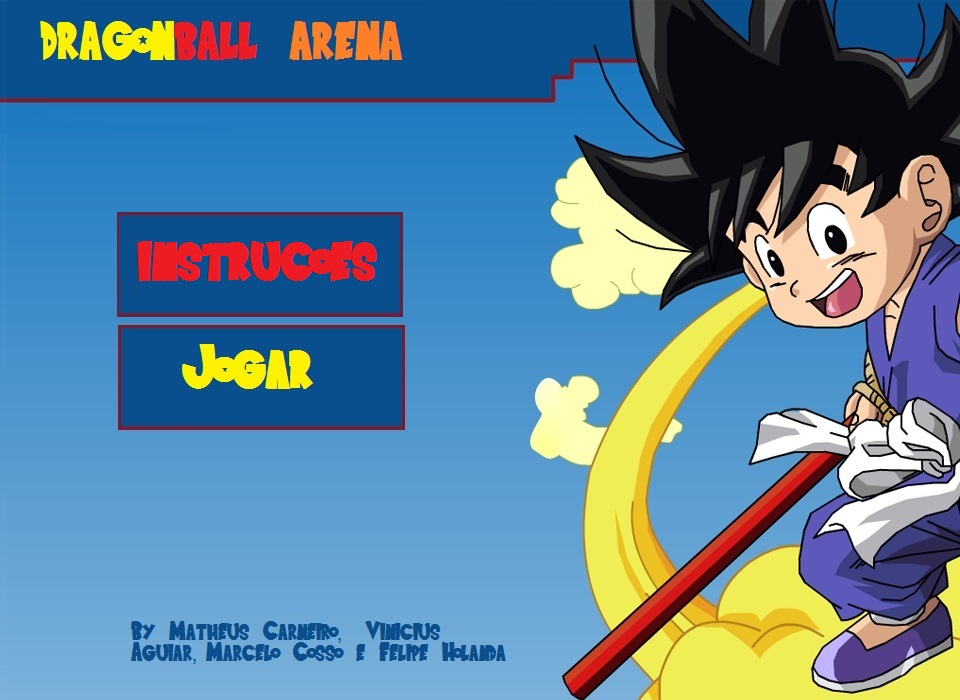 DRAGONBALL ARENA
INSTRUCOES
JOGAR
By Matheus Carneiro, Vinicius
Aguiar, Marcelo Cosso e Felipe Holanda